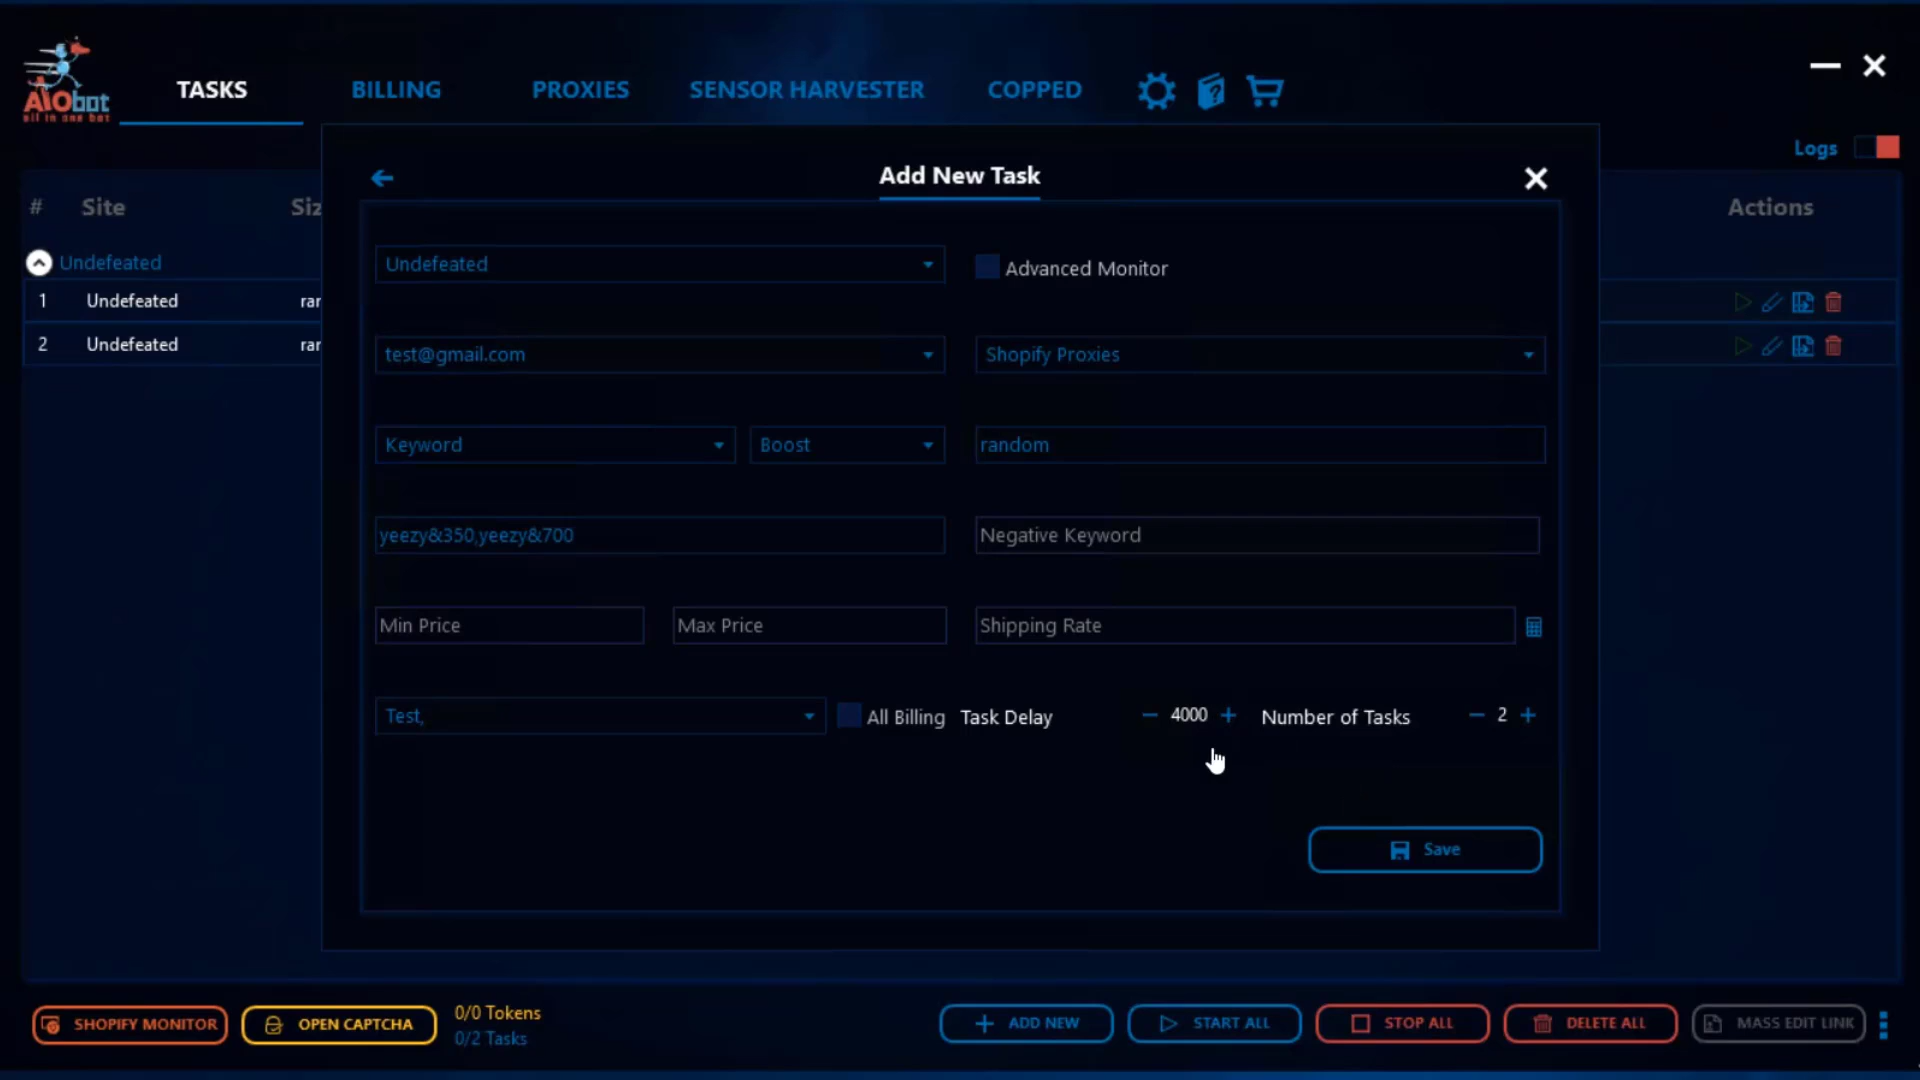 AIObot
all in one bot
TASKS
BILLING
PROXIES
SENSOR HARVESTER
COPPED
Logs
Add New Task
#
Site
Siz
Actions
Undefeated
1 Undefeated ran
2 Undefeated ran
Undefeated
Advanced Monitor
test@gmail.com
Shopify Proxies
Keyword
Boost
random
yeezy&350,yeezy&700
Negative Keyword
Min Price
Max Price
Shipping Rate
Test,
All Billing
Task Delay
4000
Number of Tasks
2
Save
SHOPIFY MONITOR
OPEN CAPTCHA
0/0 Tokens
0/2 Tasks
ADD NEW
START ALL
STOP ALL
DELETE ALL
MASS EDIT LINK